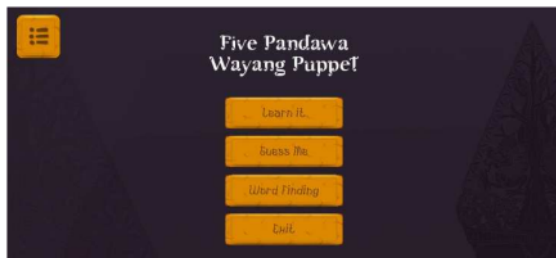 Five Pandawa
Wayang Puppet
Learn It
Guess Me
Word Finding
Exit